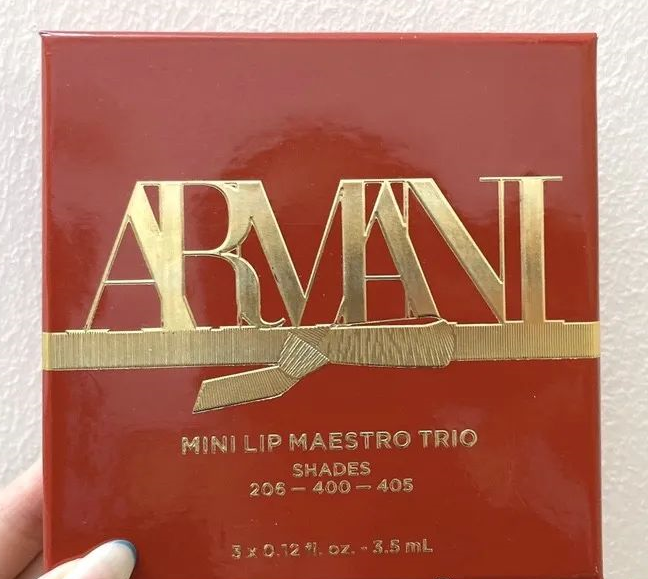 ARMANI
MINI LIP MAESTRO TRIO
SHADES
206 – 400 – 405
3 x 0.12 fl. oz. - 3.5 mL